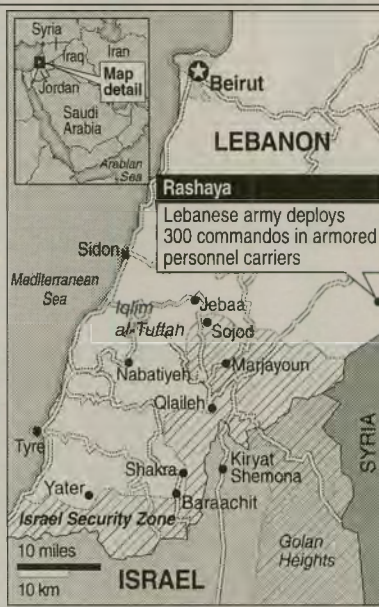 Syria
Iran
Iraq
Map
detail
Jordan
Saudi
Arabia
Arabian
Sea
Beirut
LEBANON
Rashaya
Lebanese army deploys
300 commandos in armored
personnel carriers
Sidon
Mediterranean
Sea
Iqlim
al-Tuffah
Jebaa
Sojod
Nabatiyeh
Marjayoun
Qlaileh
SYRIA
Tyre
Shakra
Kiryat
Shemona
Yater
Baraachit
Israel Security Zone
Golan
Heights
10 miles
10 km
ISRAEL